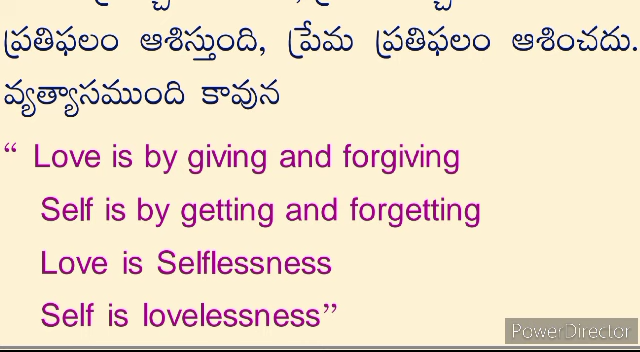 ప్రతిఫలం ఆశిస్తుంది, ప్రేమ ప్రతిఫలం ఆశించదు.
వ్యత్యాసముంది కావున
“ Love is by giving and forgiving
Self is by getting and forgetting
Love is Selflessness
Self is lovelessness”
PowerDirector